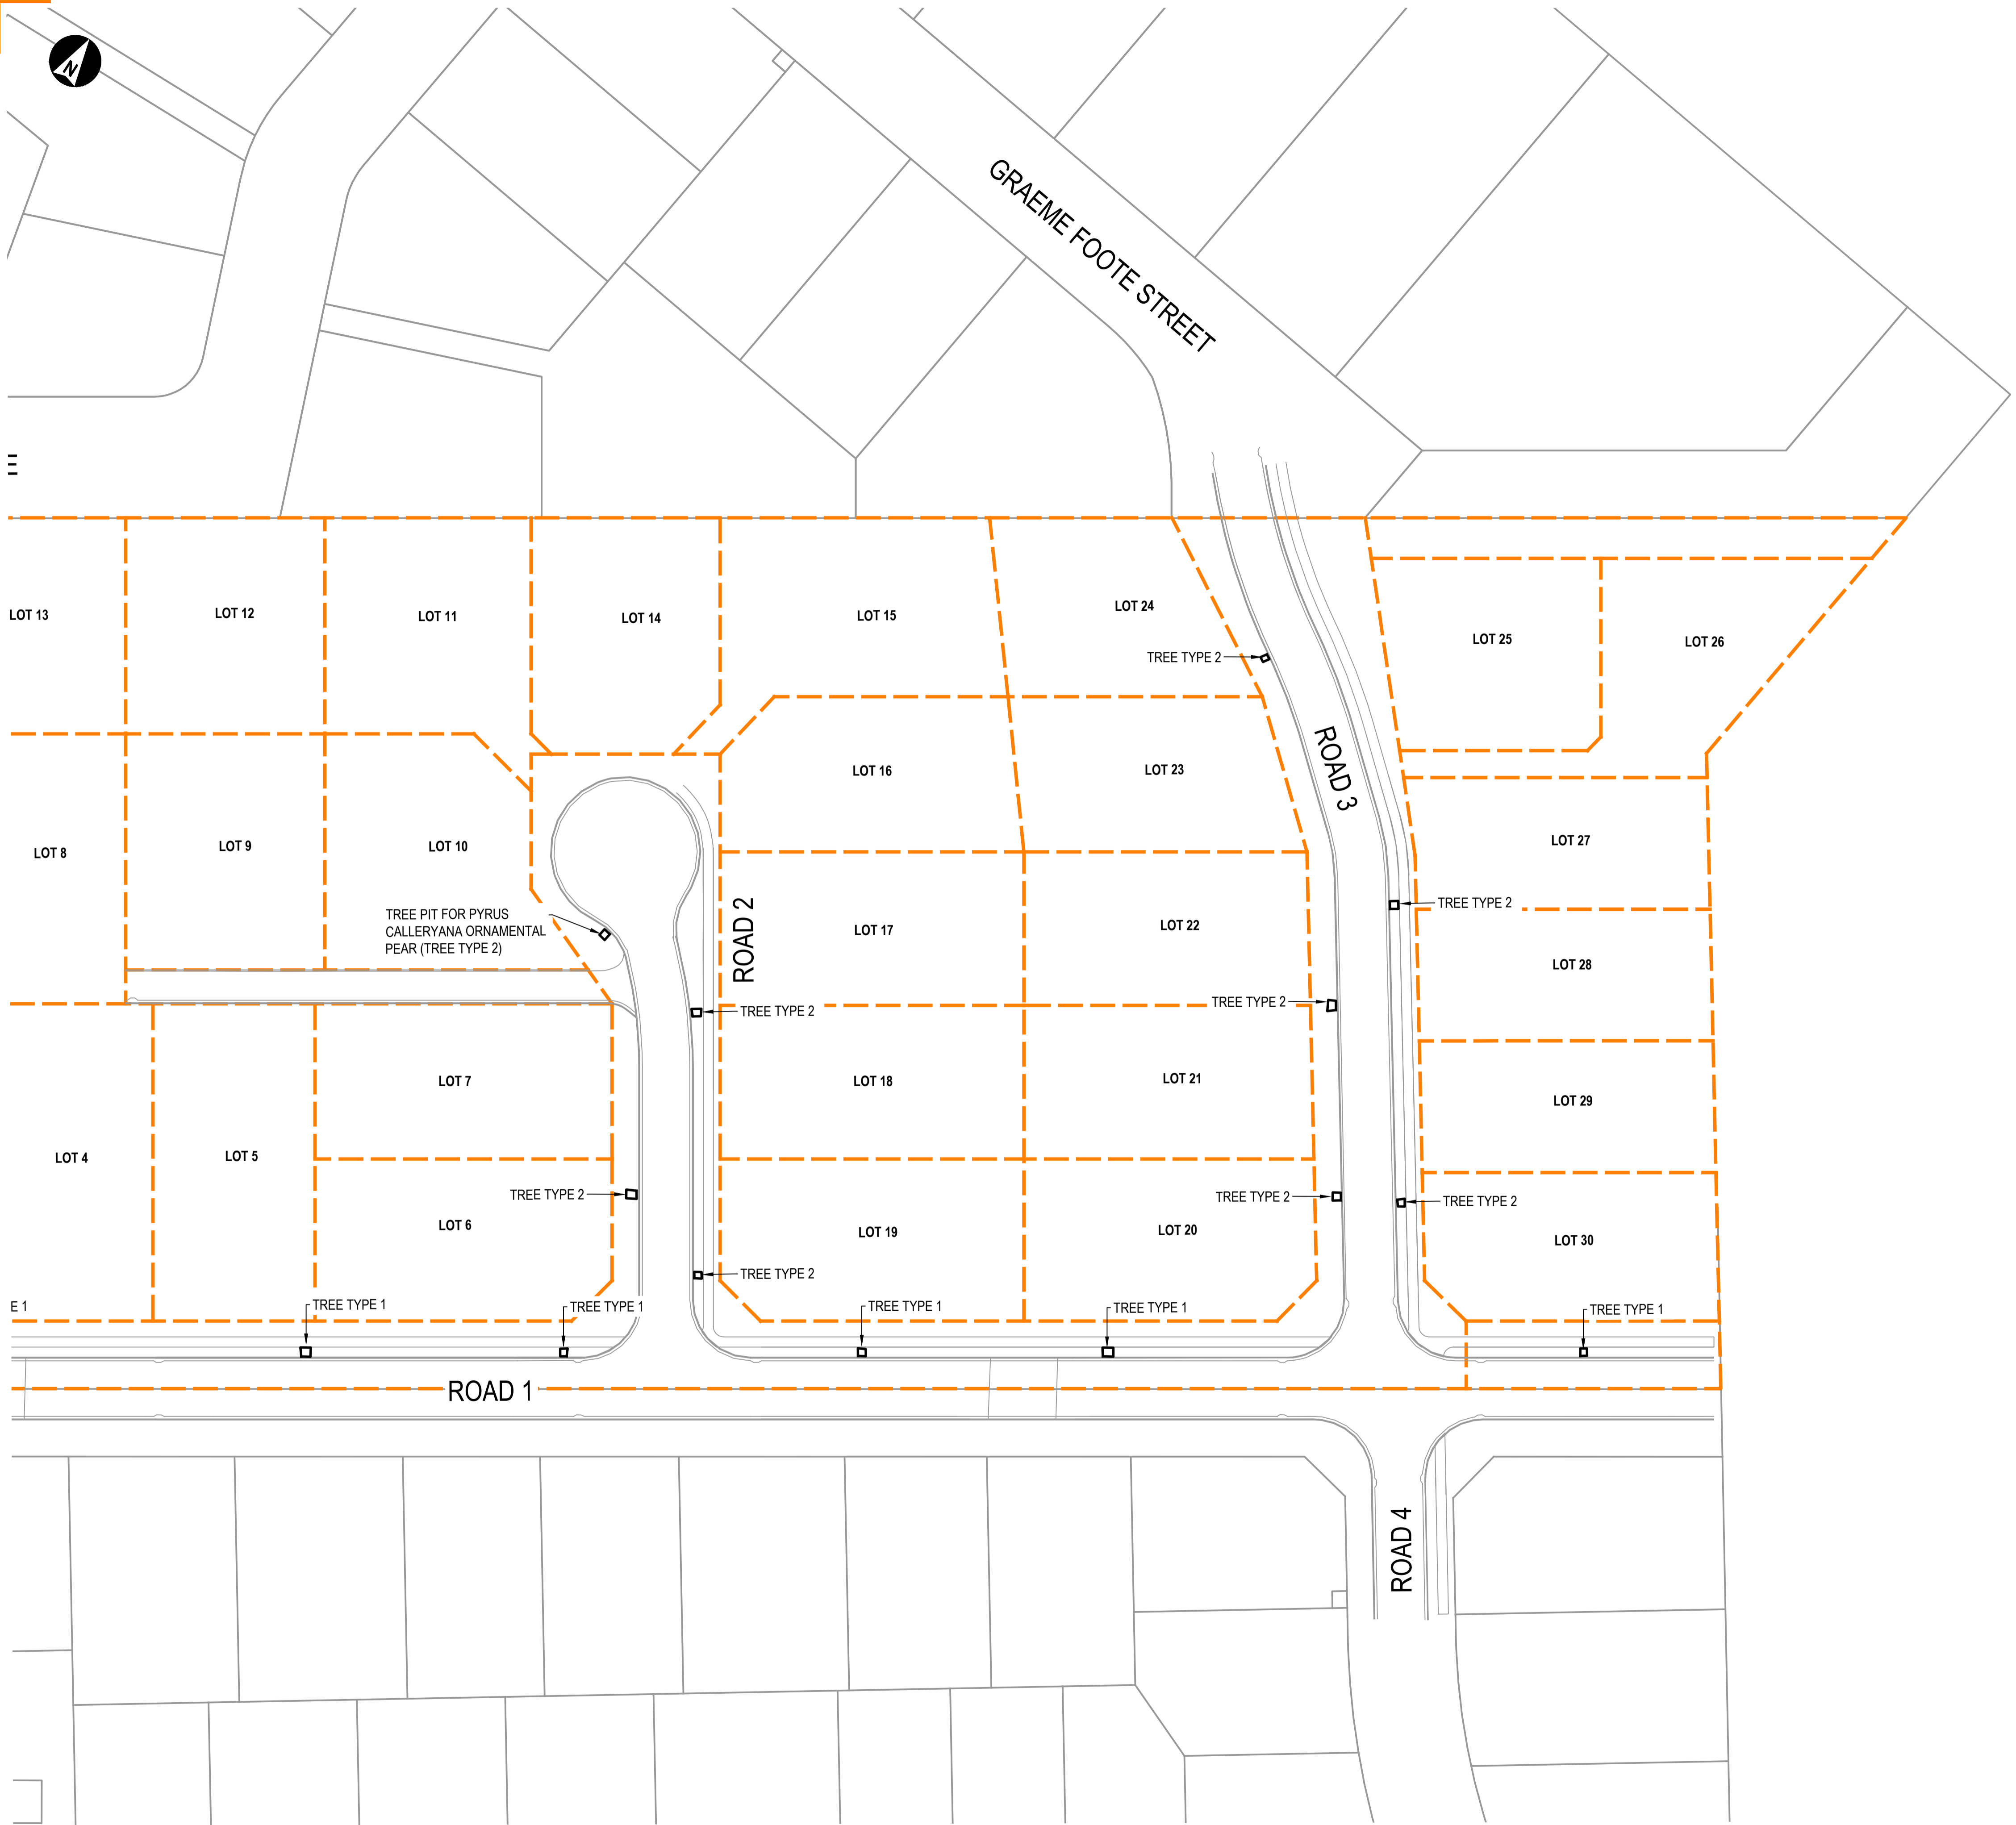 N
GRAEME FOOTE STREET
E
LOT 13
LOT 12
LOT 11
LOT 14
LOT 15
LOT 24
LOT 25
LOT 26
TREE TYPE 2
ROAD 3
LOT 16
LOT 23
LOT 27
LOT 8
LOT 9
LOT 10
TREE PIT FOR PYRUS
CALLERYANA ORNAMENTAL
PEAR (TREE TYPE 2)
ROAD 2
LOT 17
LOT 22
TREE TYPE 2
LOT 28
TREE TYPE 2
TREE TYPE 2
LOT 7
LOT 18
LOT 21
LOT 29
LOT 4
LOT 5
TREE TYPE 2
TREE TYPE 2
TREE TYPE 2
LOT 6
LOT 19
LOT 20
LOT 30
TREE TYPE 2
E 1
TREE TYPE 1
TREE TYPE 1
TREE TYPE 1
TREE TYPE 1
TREE TYPE 1
ROAD 1
ROAD 4